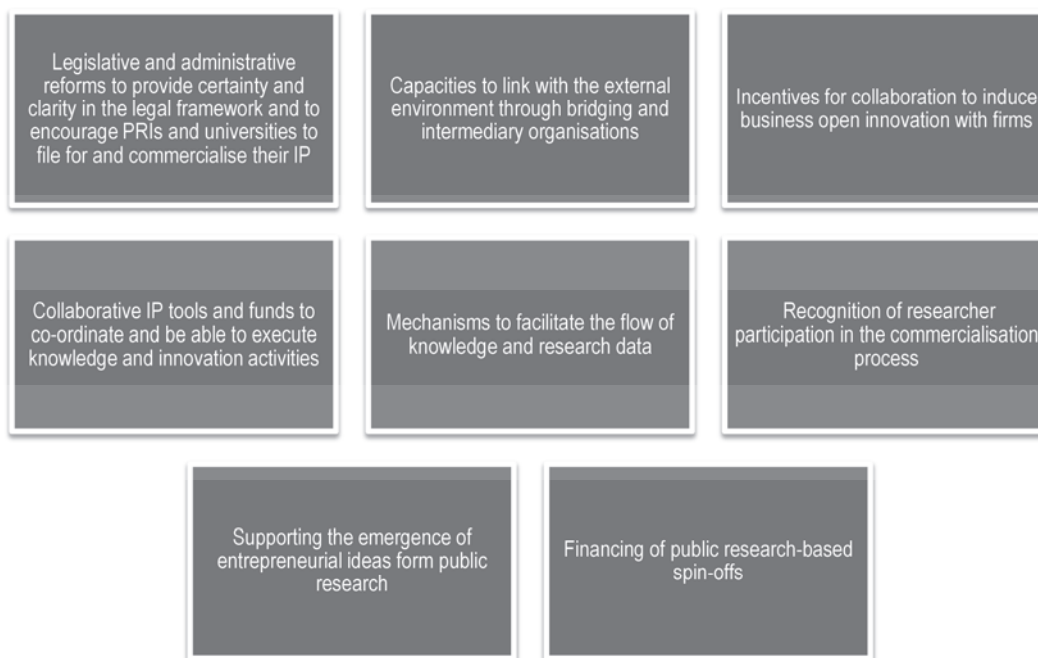 Legislative and administrative
reforms to provide certainty and
clarity in the legal framework and to
encourage PRIs and universities to
file for and commercialise their IP
Capacities to link with the external
environment through bridging and
intermediary organisations
Incentives for collaboration to induce
business open innovation with firms
Collaborative IP tools and funds to
co-ordinate and be able to execute
knowledge and innovation activities
Mechanisms to facilitate the flow of
knowledge and research data
Recognition of researcher
participation in the commercialisation
process
Supporting the emergence of
entrepreneurial ideas form public
research
Financing of public research-based
spin-offs